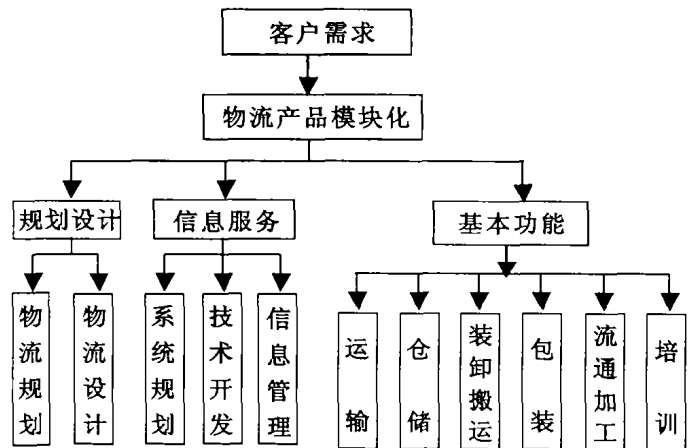 客户需求
物流产品模块化
规划设计
信息服务
基本功能
物流规划
物流设计
系统规划
技术开发
信息管理
运输
仓储
装卸搬运
包装
流通加工
培训